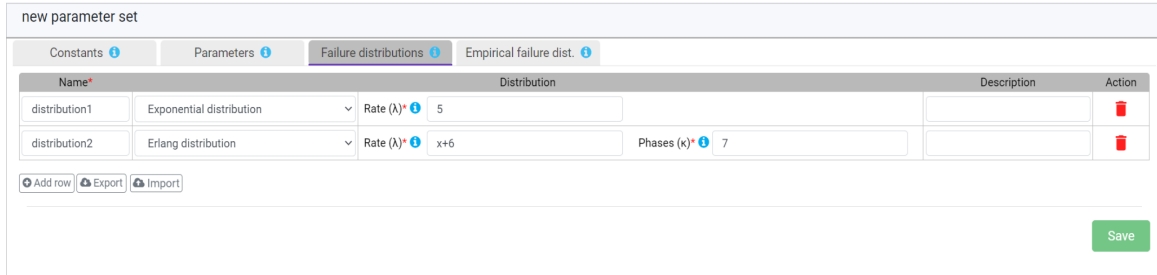 new parameter set
Constants Parameters Failure distributions Empirical failure dist.
Name* Distribution Description Action
distribution1 Exponential distribution Rate (λ)* 5
distribution2 Erlang distribution Rate (λ)* x+6 Phases (κ)* 7
Add row Export Import
Save